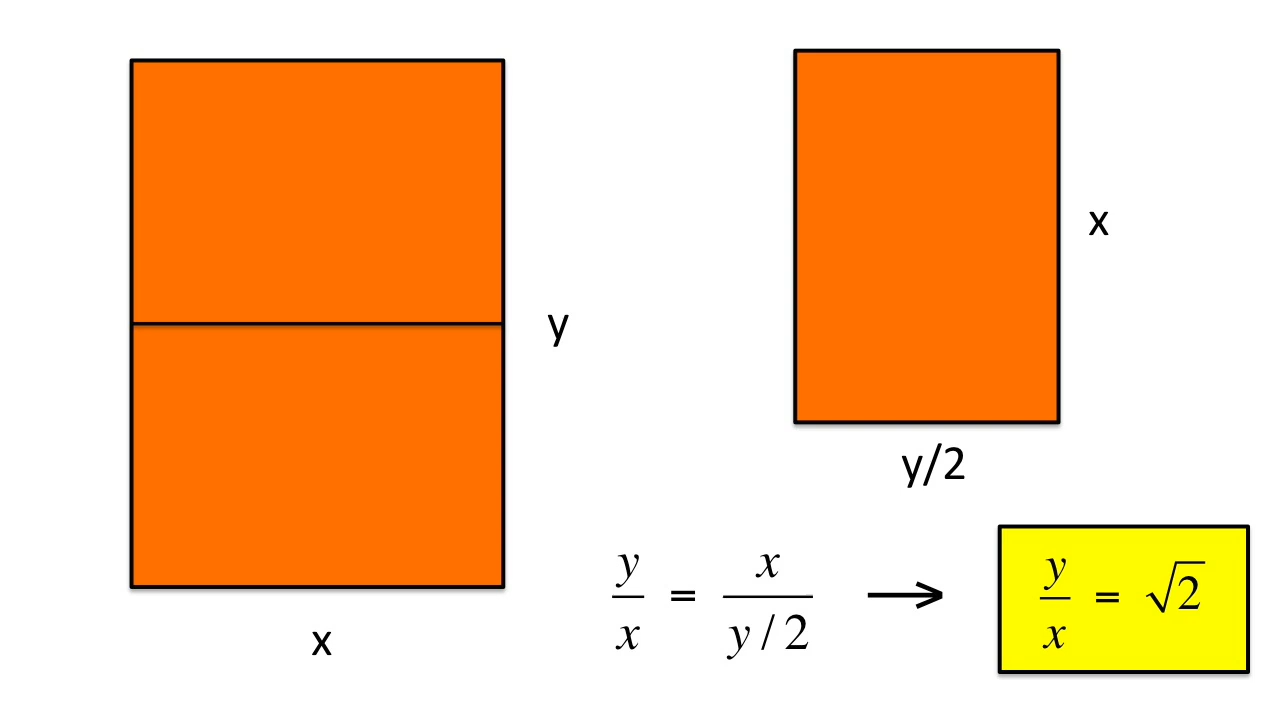 y
x
x
y/2
y/x = x/(y/2) → y/x = √2